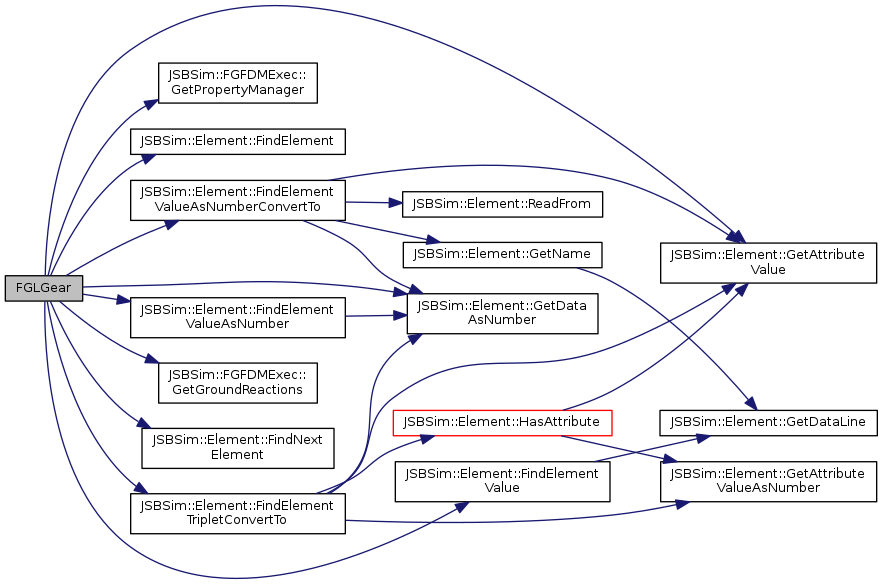 FGLGear
JSBSim::FGFDMExec::
GetPropertyManager
JSBSim::Element::FindElement
JSBSim::Element::FindElement
ValueAsNumberConvertTo
JSBSim::Element::FindElement
ValueAsNumber
JSBSim::FGFDMExec::
GetGroundReactions
JSBSim::Element::FindNext
Element
JSBSim::Element::FindElement
TripletConvertTo
JSBSim::Element::ReadFrom
JSBSim::Element::GetName
JSBSim::Element::GetData
AsNumber
JSBSim::Element::HasAttribute
JSBSim::Element::FindElement
Value
JSBSim::Element::GetAttribute
Value
JSBSim::Element::GetDataLine
JSBSim::Element::GetAttribute
ValueAsNumber